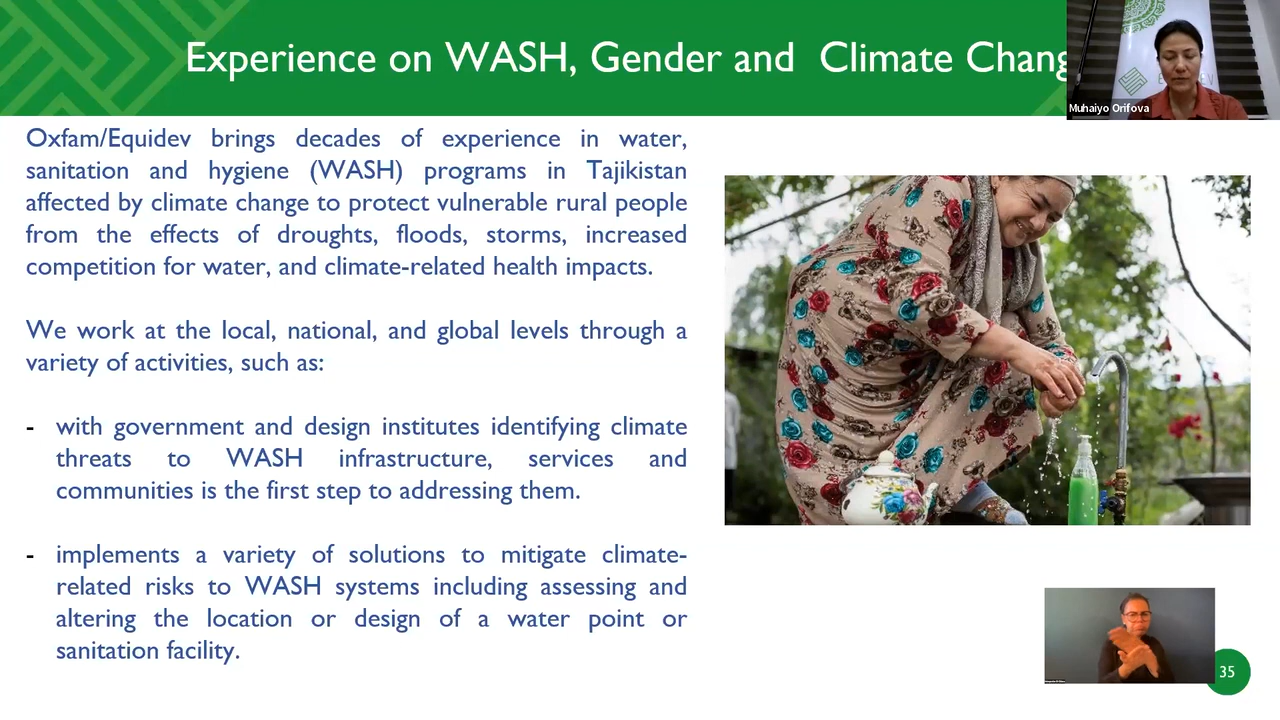 Experience on WASH, Gender and Climate Chang
Muhaiyo Orifova
Oxfam/Equidev brings decades of experience in water,
sanitation and hygiene (WASH) programs in Tajikistan
affected by climate change to protect vulnerable rural people
from the effects of droughts, floods, storms, increased
competition for water, and climate-related health impacts.
We work at the local, national, and global levels through a
variety of activities, such as:
- with government and design institutes identifying climate
threats to WASH infrastructure, services and
communities is the first step to addressing them.
- implements a variety of solutions to mitigate climate-
related risks to WASH systems including assessing and
altering the location or design of a water point or
sanitation facility.
35